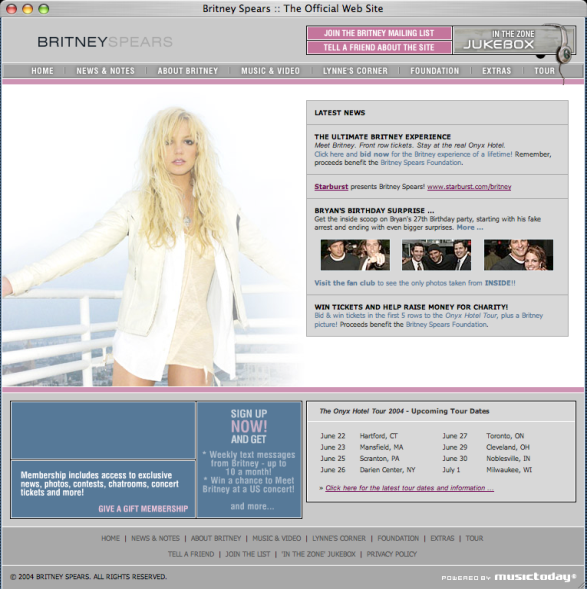 Britney Spears :: The Official Web Site
BRITNEYSPEARS
JOIN THE BRITNEY MAILING LIST
TELL A FRIEND ABOUT THE SITE
IN THE ZONE
JUKEBOX
HOME | NEWS & NOTES | ABOUT BRITNEY | MUSIC & VIDEO | LYNNE'S CORNER | FOUNDATION | EXTRAS | TOUR
LATEST NEWS
THE ULTIMATE BRITNEY EXPERIENCE
Meet Britney. Front row tickets. Stay at the real Onyx Hotel.
Click here and bid now for the Britney experience of a lifetime! Remember,
proceeds benefit the Britney Spears Foundation.
Starburst presents Britney Spears! www.starburst.com/britney
BRYAN'S BIRTHDAY SURPRISE ...
Get the inside scoop on Bryan's 27th Birthday party, starting with his fake
arrest and ending with even bigger surprises. More ...
Visit the fan club to see the only photos taken from INSIDE!!
WIN TICKETS AND HELP RAISE MONEY FOR CHARITY!
Bid & win tickets in the first 5 rows to the Onyx Hotel Tour, plus a Britney
picture! Proceeds benefit the Britney Spears Foundation.
Membership includes access to exclusive
news, photos, contests, chatrooms, concert
tickets and more!
GIVE A GIFT MEMBERSHIP
SIGN UP
NOW!
AND GET
* Weekly text messages
from Britney - up to
10 a month!
* Win a chance to Meet
Britney at a US concert!
and more...
The Onyx Hotel Tour 2004 - Upcoming Tour Dates
June 22 Hartford, CT June 27 Toronto, ON
June 23 Mansfield, MA June 29 Cleveland, OH
June 25 Scranton, PA June 30 Noblesville, IN
June 26 Darien Center, NY July 1 Milwaukee, WI
» Click here for the latest tour dates and information ...
HOME | NEWS & NOTES | ABOUT BRITNEY | MUSIC & VIDEO | LYNNE'S CORNER | FOUNDATION | EXTRAS | TOUR
TELL A FRIEND | JOIN THE LIST | 'IN THE ZONE' JUKEBOX | PRIVACY POLICY
© 2004 BRITNEY SPEARS. ALL RIGHTS RESERVED.
POWERED BY musictoday